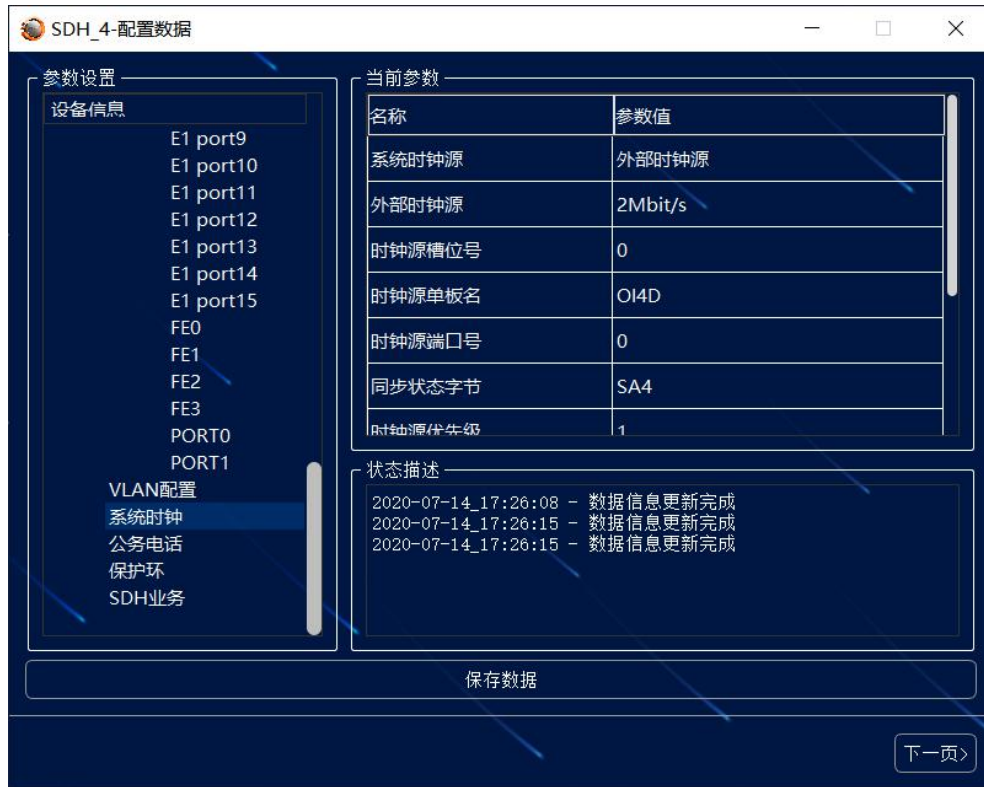 SDH_4-配置数据
参数设置
设备信息
E1 port9
E1 port10
E1 port11
E1 port12
E1 port13
E1 port14
E1 port15
FE0
FE1
FE2
FE3
PORT0
PORT1
VLAN配置
系统时钟
公务电话
保护环
SDH业务
当前参数
名称 参数值
系统时钟源 外部时钟源
外部时钟源 2Mbit/s
时钟源槽位号 0
时钟源单板名 OI4D
时钟源端口号 0
同步状态字节 SA4
时钟源优先级 1
状态描述
2020-07-14_17:26:08 - 数据信息更新完成
2020-07-14_17:26:15 - 数据信息更新完成
2020-07-14_17:26:15 - 数据信息更新完成
保存数据
下一页>